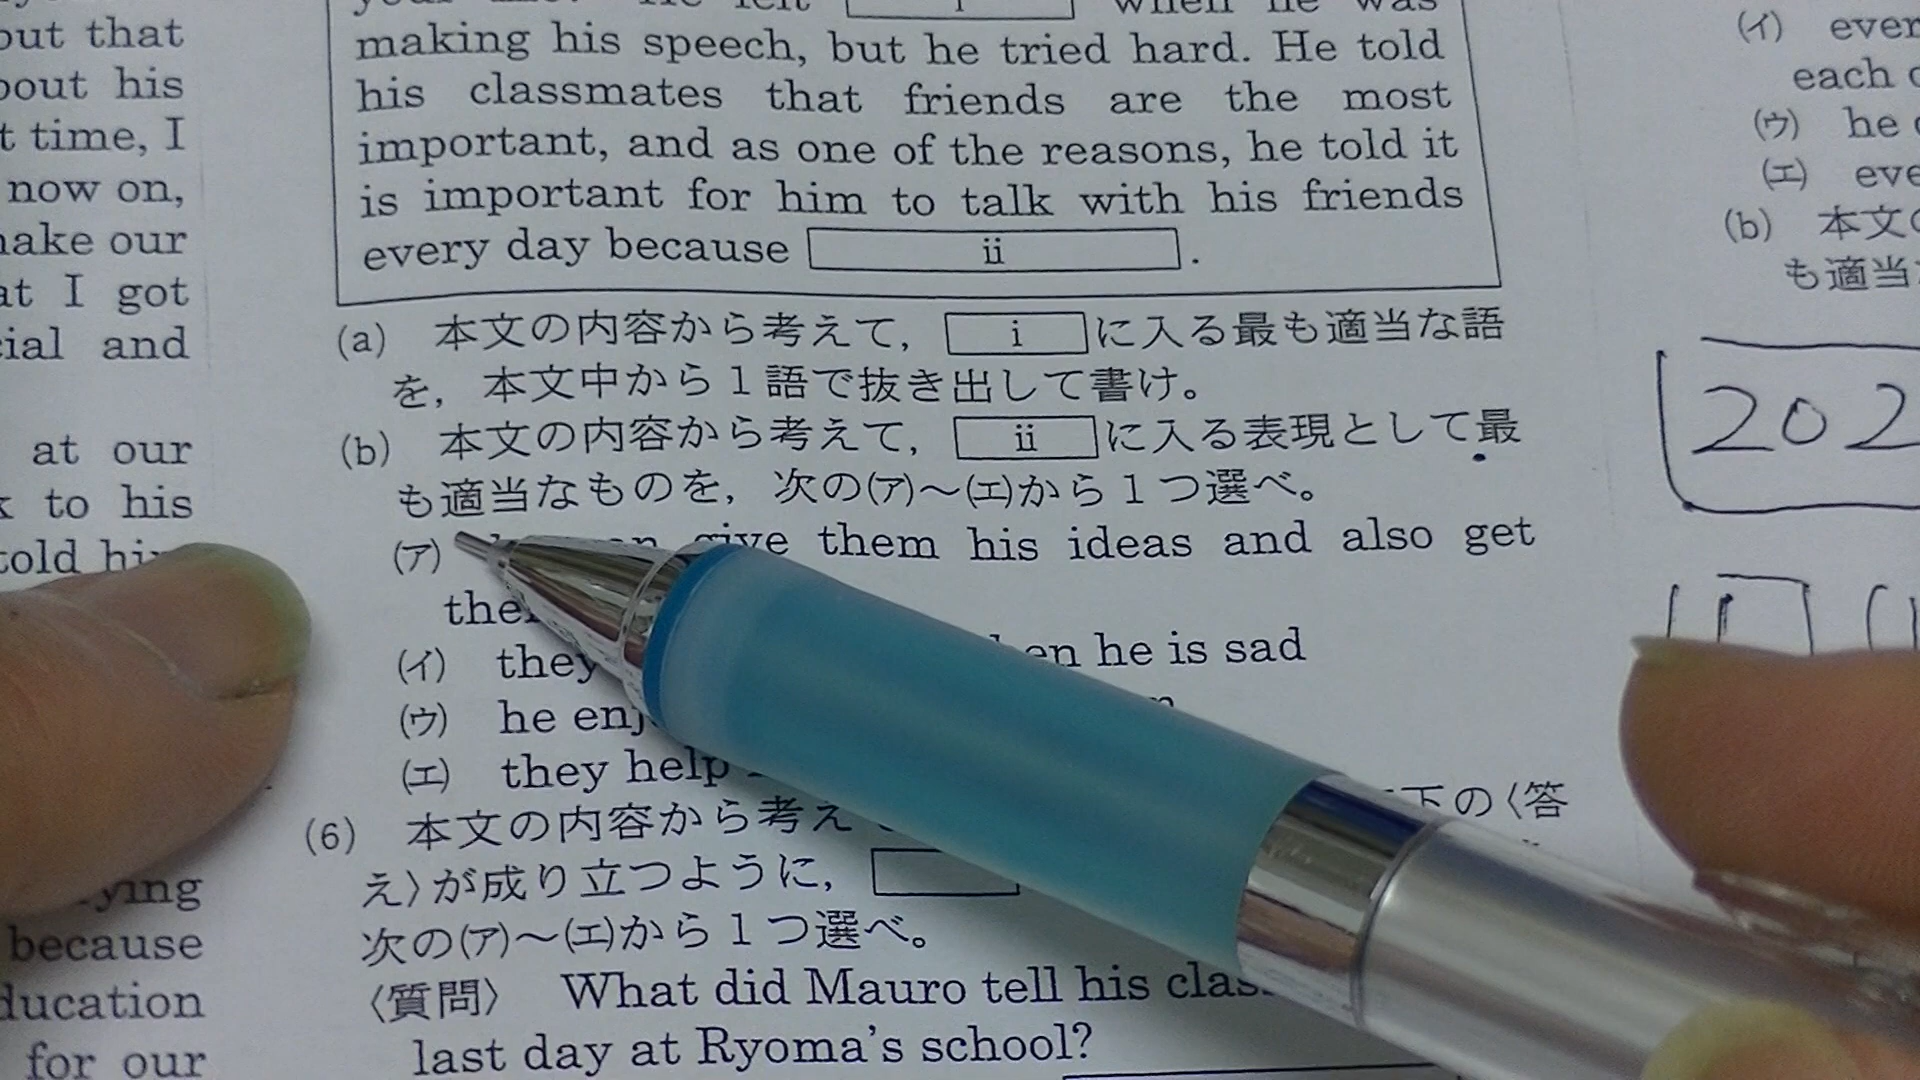 out that
bout his
t time, I
now on,
make our
at I got
cial and
at our
k to his
told
ying
because
ducation
for our
making his speech, but he tried hard. He told
his classmates that friends are the most
important, and as one of the reasons, he told it
is important for him to talk with his friends
every day because ii .
(a) 本文の内容から考えて, i に入る最も適当な語
を, 本文中から1語で抜き出して書け。
(b) 本文の内容から考えて, ii に入る表現として最
も適当なものを, 次の(ア)～(エ)から1つ選べ。
(ア) give them his ideas and also get
(イ) they he is sad
(ウ) he
(エ) they help
(6) 本文の内容から考え 下の〈答
え〉が成り立つように,
次の(ア)～(エ)から1つ選べ。
〈質問〉 What did Mauro tell his
last day at Ryoma's school?
(イ) ever
each
(ウ) he
(エ) eve
(b) 本文
も適当
202